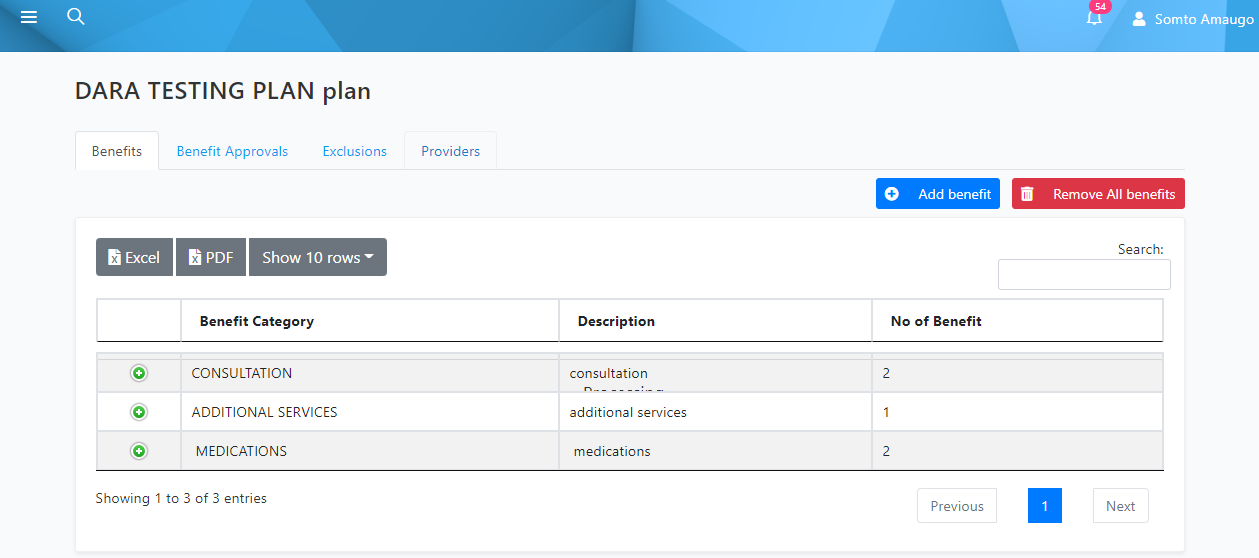 54
Somto Amaugo
DARA TESTING PLAN plan
Benefits Benefit Approvals Exclusions Providers
Add benefit Remove All benefits
Excel PDF Show 10 rows
Search:
Benefit Category Description No of Benefit
CONSULTATION consultation 2
Processing
ADDITIONAL SERVICES additional services 1
MEDICATIONS medications 2
Showing 1 to 3 of 3 entries
Previous 1 Next